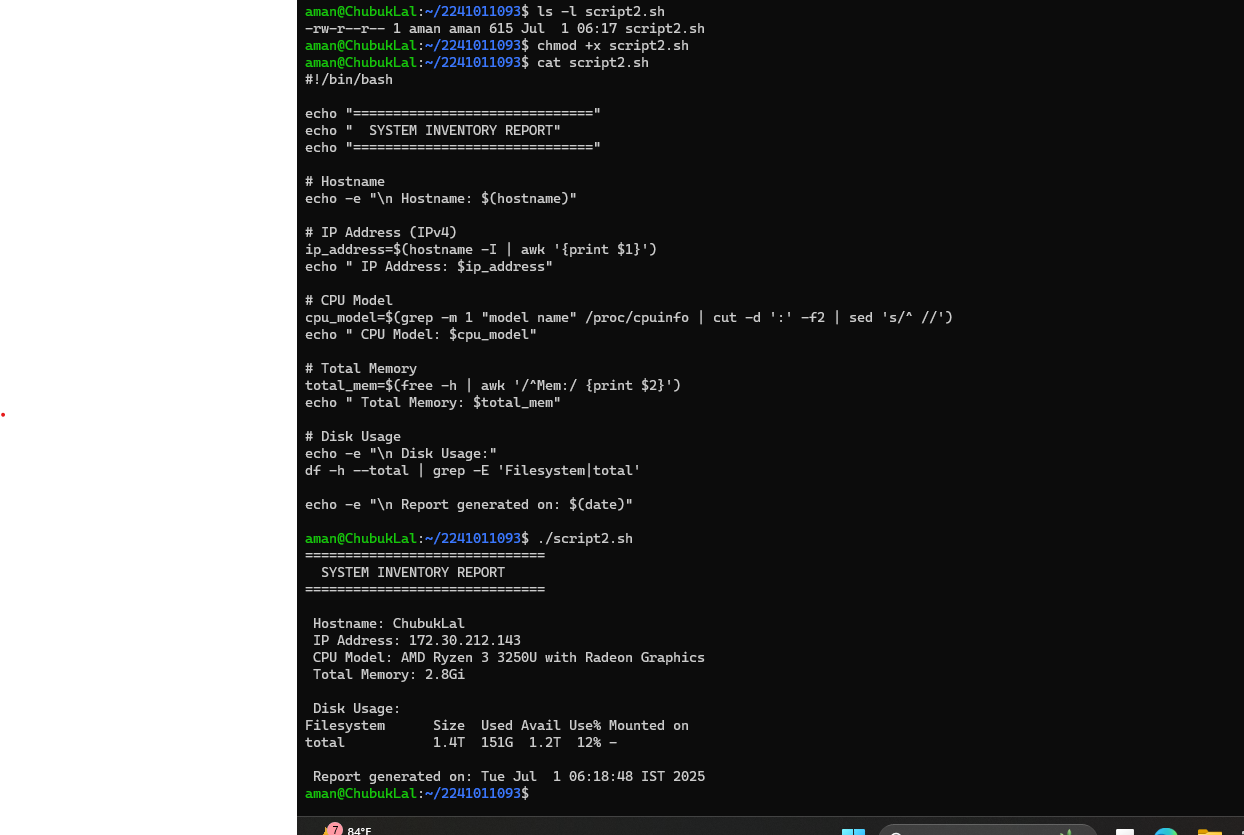 aman@ChubukLal:~/2241011093$ ls -l script2.sh
-rw-r--r-- 1 aman aman 615 Jul  1 06:17 script2.sh
aman@ChubukLal:~/2241011093$ chmod +x script2.sh
aman@ChubukLal:~/2241011093$ cat script2.sh
#!/bin/bash

echo "=============================="
echo "  SYSTEM INVENTORY REPORT"
echo "=============================="

# Hostname
echo -e "\n Hostname: $(hostname)"

# IP Address (IPv4)
ip_address=$(hostname -I | awk '{print $1}')
echo " IP Address: $ip_address"

# CPU Model
cpu_model=$(grep -m 1 "model name" /proc/cpuinfo | cut -d ':' -f2 | sed 's/^ //')
echo " CPU Model: $cpu_model"

# Total Memory
total_mem=$(free -h | awk '/^Mem:/ {print $2}')
echo " Total Memory: $total_mem"

# Disk Usage
echo -e "\n Disk Usage:"
df -h --total | grep -E 'Filesystem|total'

echo -e "\n Report generated on: $(date)"

aman@ChubukLal:~/2241011093$ ./script2.sh
==============================
  SYSTEM INVENTORY REPORT
==============================

 Hostname: ChubukLal
 IP Address: 172.30.212.143
 CPU Model: AMD Ryzen 3 3250U with Radeon Graphics
 Total Memory: 2.8Gi

 Disk Usage:
Filesystem      Size  Used Avail Use% Mounted on
total           1.4T  151G  1.2T  12% -

 Report generated on: Tue Jul  1 06:18:48 IST 2025
aman@ChubukLal:~/2241011093$
7 84°F